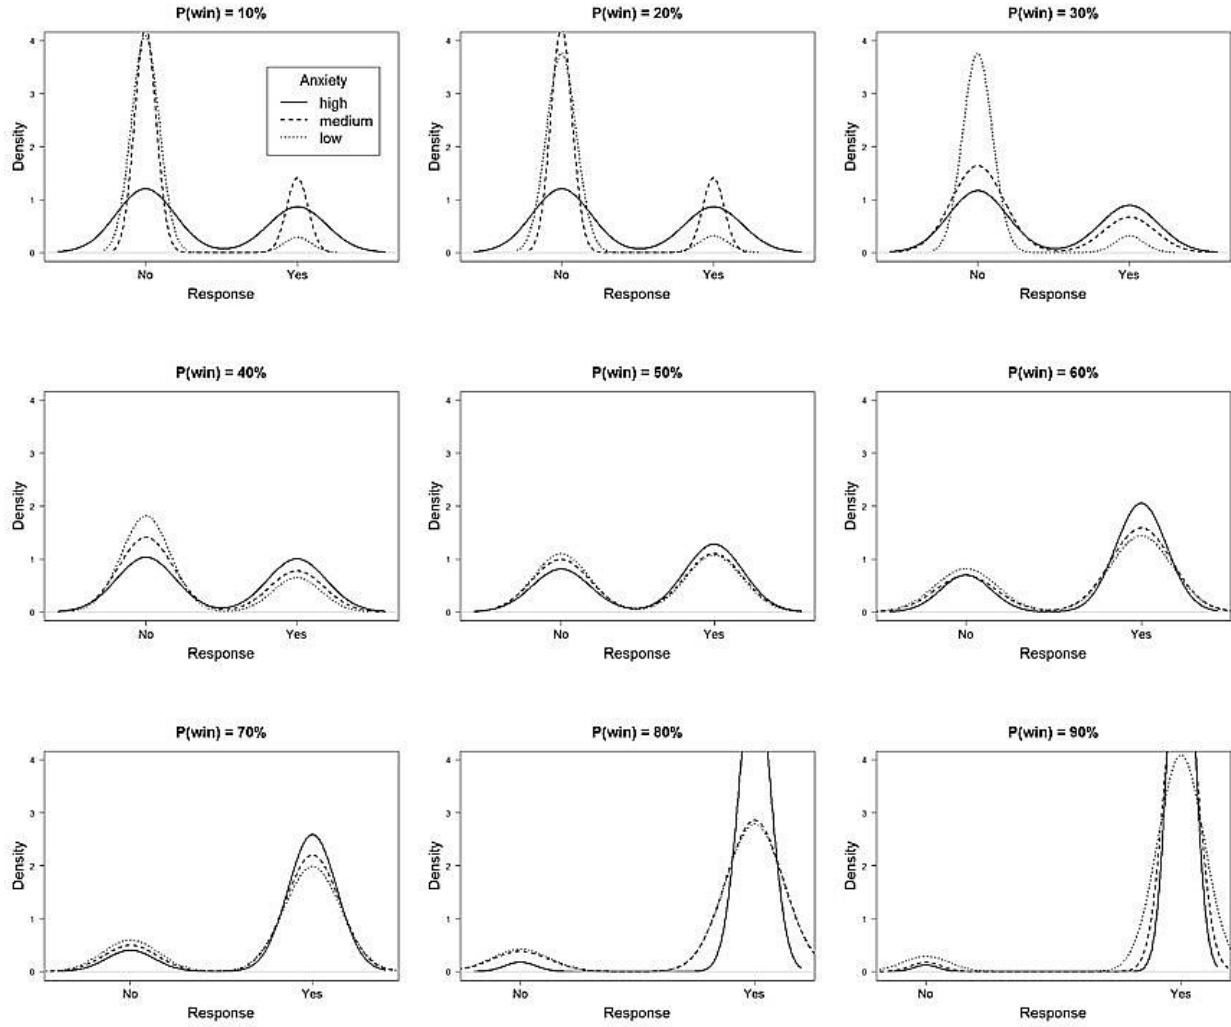 P(win) = 10%
4
3
2
1
0
Density
Anxiety
high
medium
low
No Yes
Response
P(win) = 20%
4
3
2
1
0
Density
No Yes
Response
P(win) = 30%
4
3
2
1
0
Density
No Yes
Response
P(win) = 40%
4
3
2
1
0
Density
No Yes
Response
P(win) = 50%
4
3
2
1
0
Density
No Yes
Response
P(win) = 60%
4
3
2
1
0
Density
No Yes
Response
P(win) = 70%
4
3
2
1
0
Density
No Yes
Response
P(win) = 80%
4
3
2
1
0
Density
No Yes
Response
P(win) = 90%
4
3
2
1
0
Density
No Yes
Response